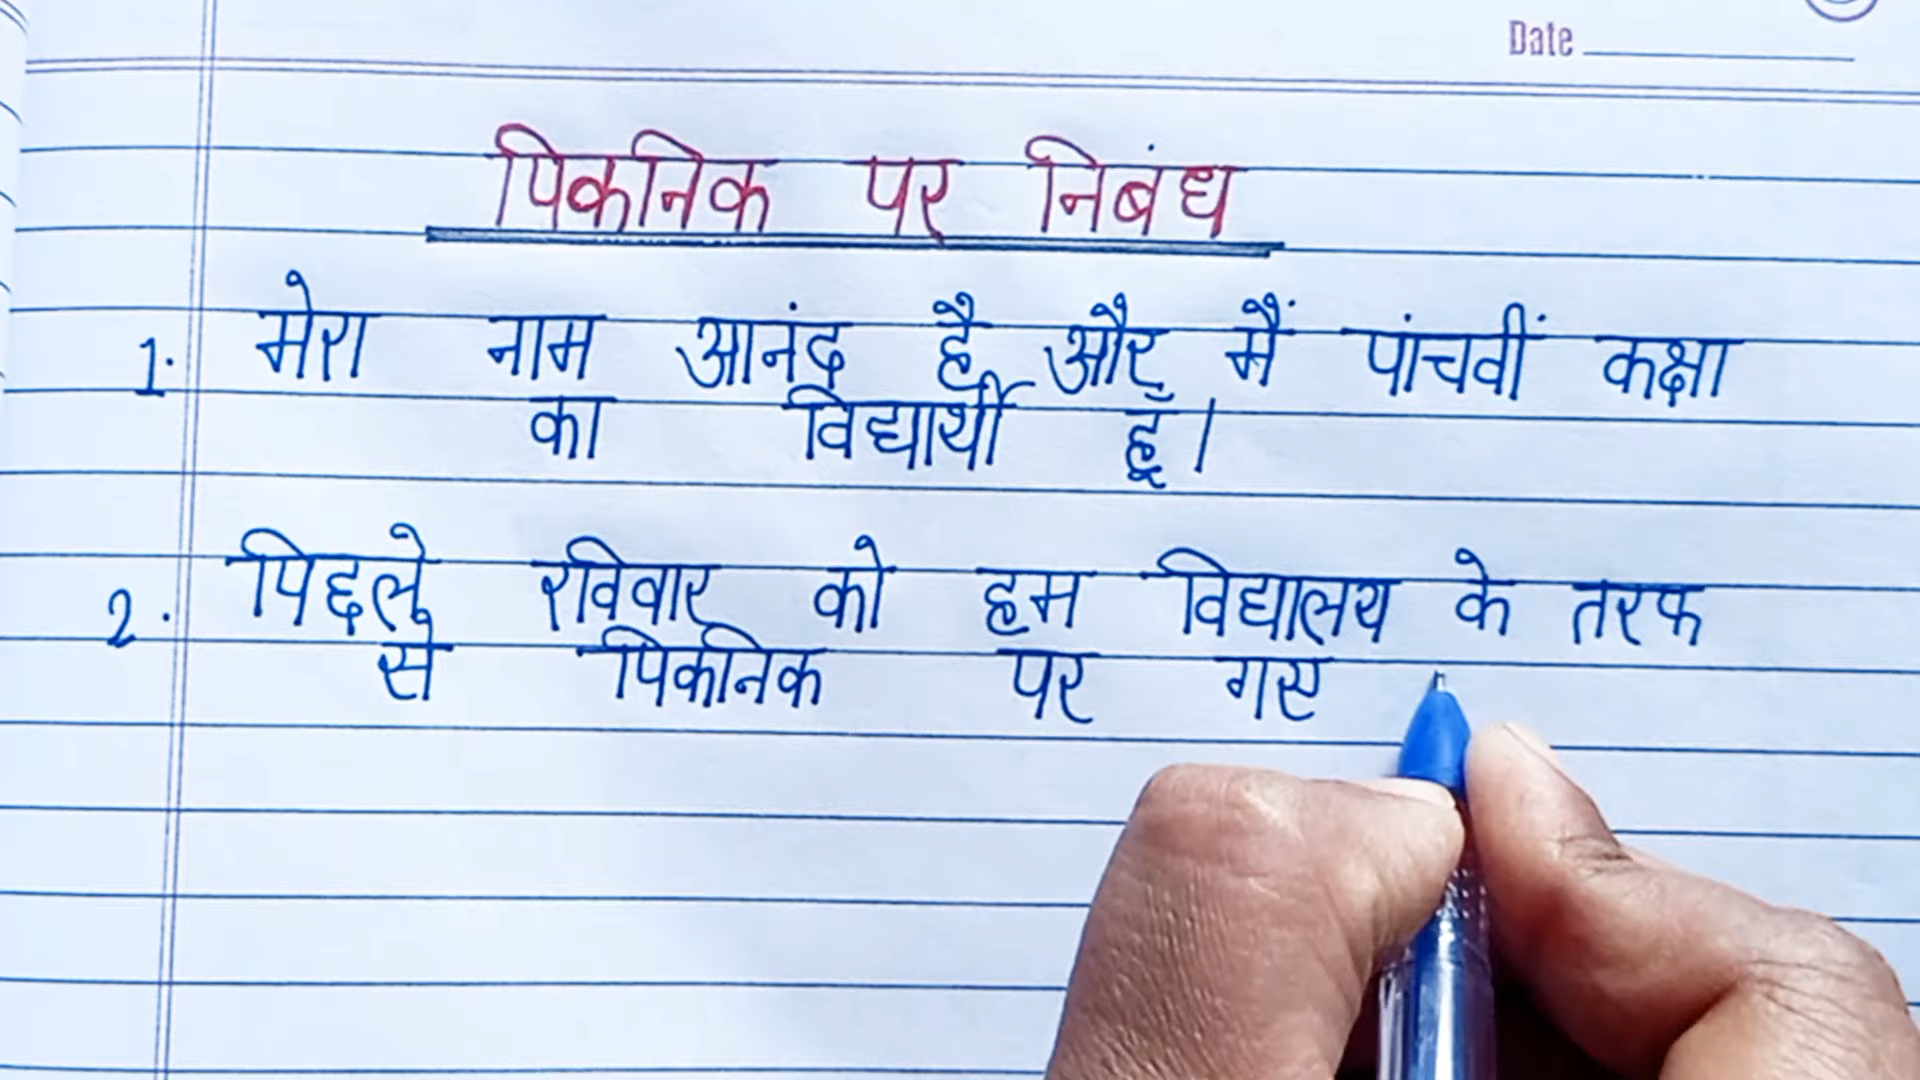 Date
पिकनिक पर निबंध
1. मेरा नाम आनंद है और मैं पांचवीं कक्षा
का विद्यार्थी हूँ।
2. पिछले रविवार को हम विद्यालय के तरफ
से पिकनिक पर गए